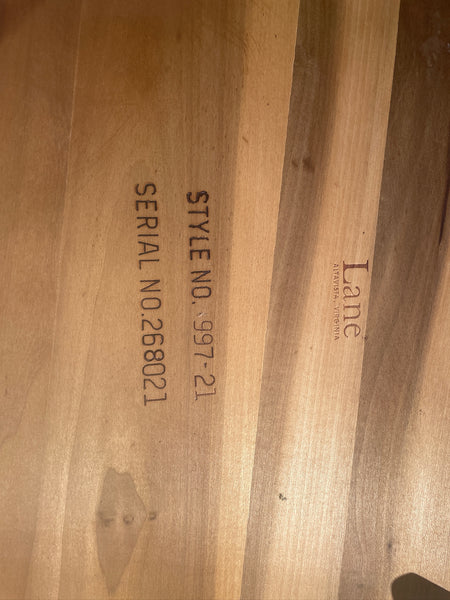 Lane
ALTAVISTA, VIRGINIA
STYLE NO. 997-21
SERIAL NO. 268021